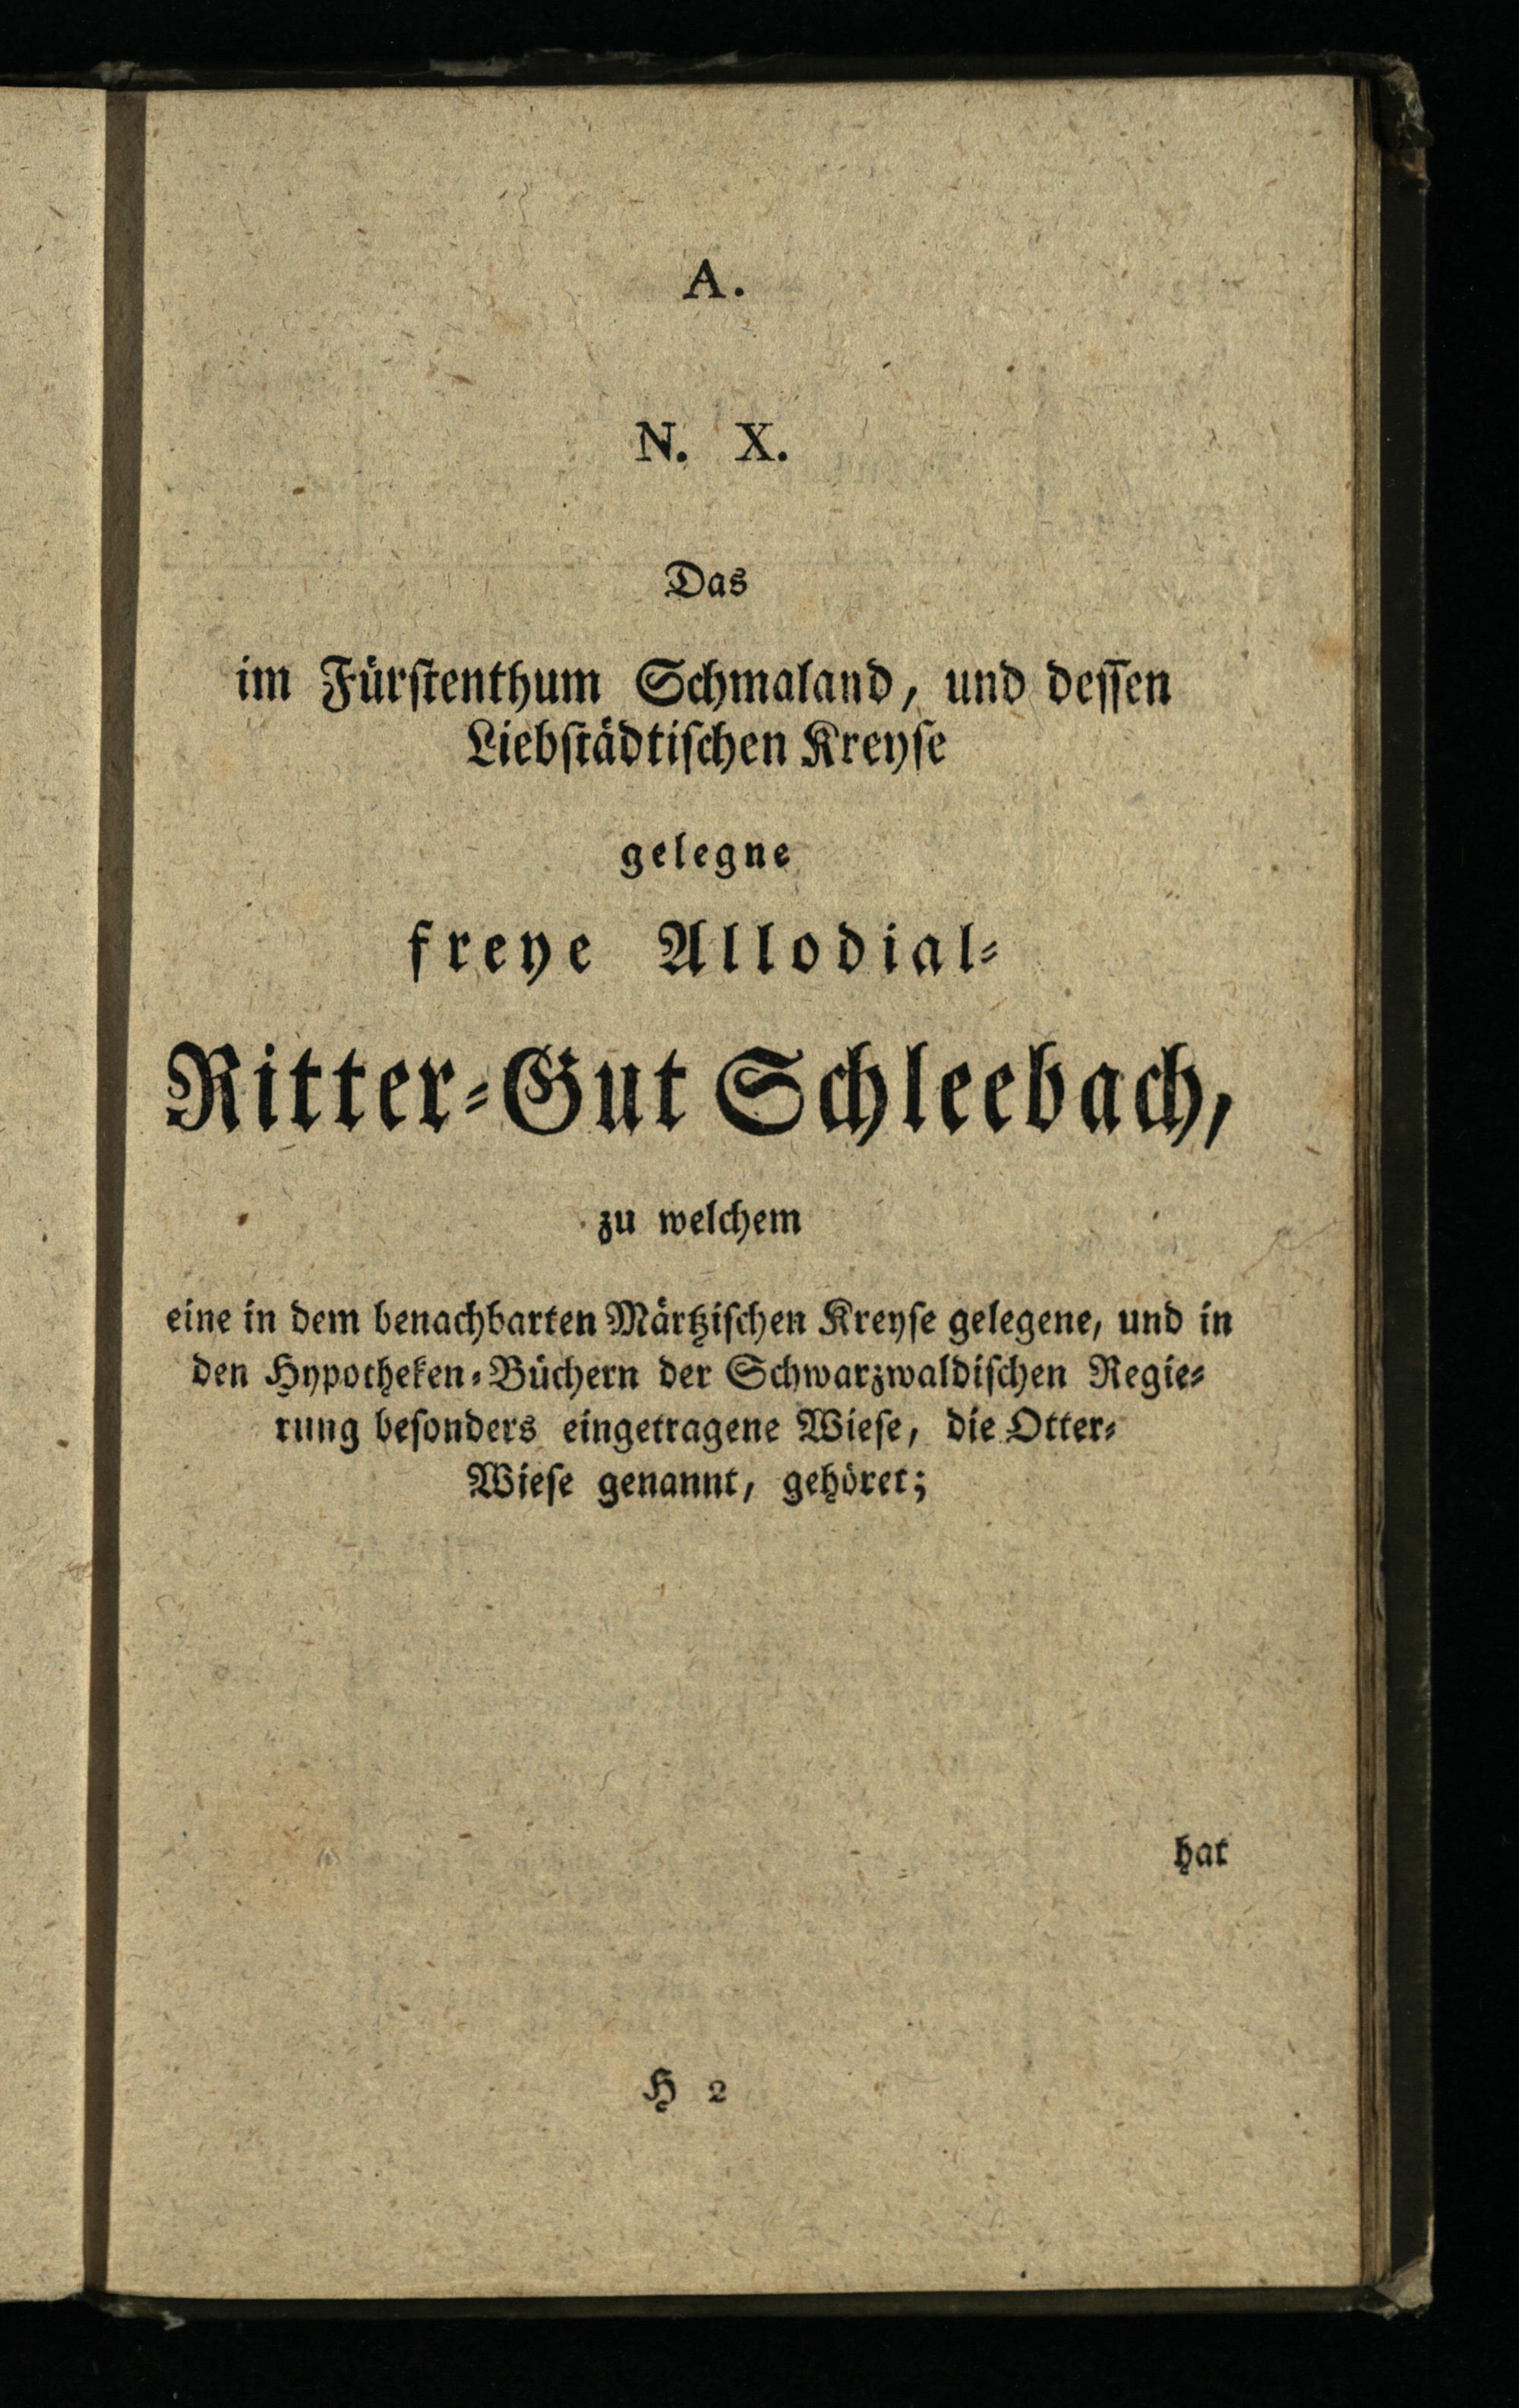 A.
N. X.
Das
im Fürſtenthum Schmaland, und deſſen
Liebſtädtiſchen Kreyſe
gelegne
freye Allodial⸗
Ritter⸗Gut Schleebach,
zu welchem
eine in dem benachbarten Märtziſchen Kreyſe gelegene, und in
den Hypotheken⸗Büchern der Schwarzwaldiſchen Regie⸗
rung beſonders eingetragene Wieſe, die Otter⸗
Wieſe genannt, gehöret;
hat
H 2